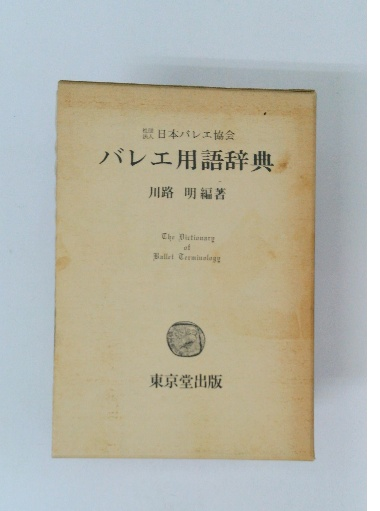 社団法人 日本バレエ協会
バレエ用語辞典
川路 明 編著
The Dictionary
of
Ballet Terminology
東京堂出版